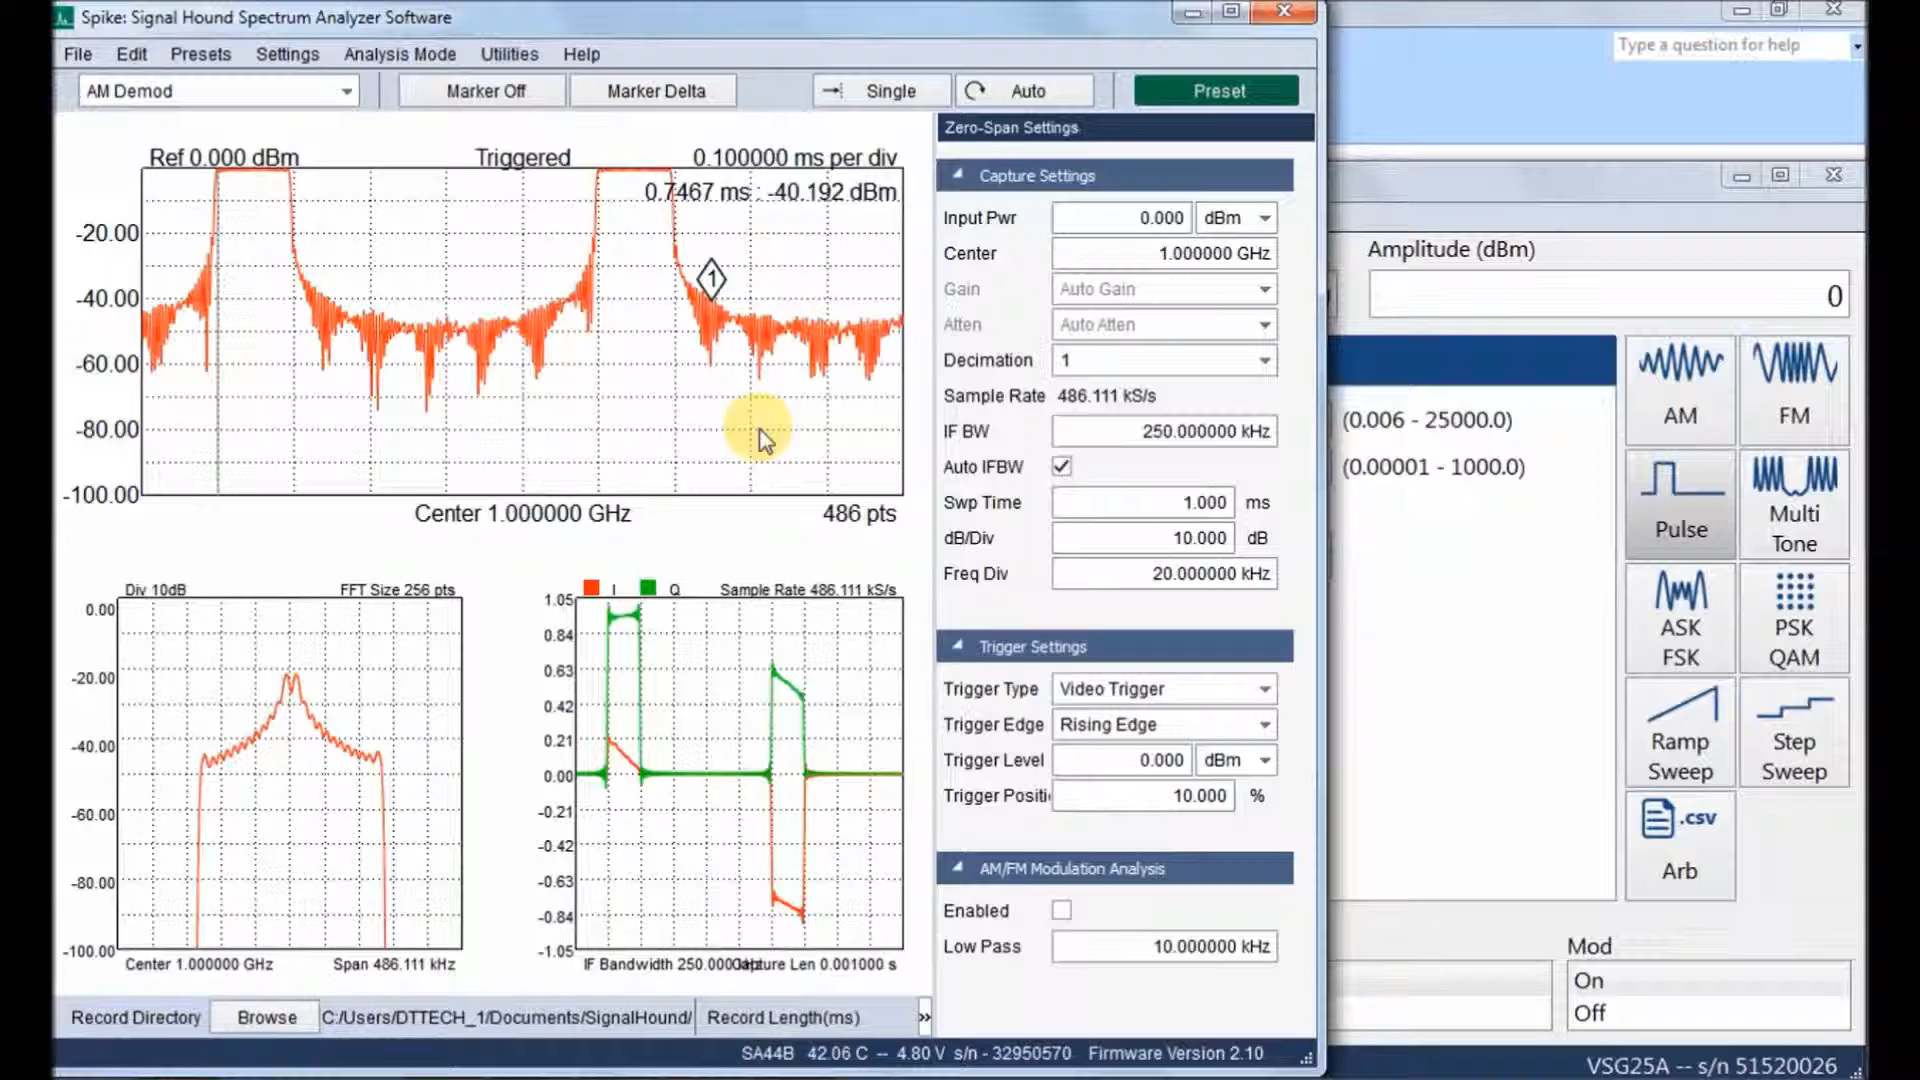 Spike: Signal Hound Spectrum Analyzer Software
File Edit Presets Settings Analysis Mode Utilities Help
Type a question for help
AM Demod Marker Off Marker Delta Single Auto Preset
Zero-Span Settings
Ref 0.000 dBm Triggered 0.100000 ms per div
0.7467 ms : -40.192 dBm
1
-20.00
-40.00
-60.00
-80.00
-100.00
Center 1.000000 GHz 486 pts
Div 10dB FFT Size 256 pts
0.00
-20.00
-40.00
-60.00
-80.00
-100.00
Center 1.000000 GHz Span 486.111 kHz
I Q Sample Rate 486.111 kS/s
1.05
0.84
0.63
0.42
0.21
0.00
-0.21
-0.42
-0.63
-0.84
-1.05
IF Bandwidth 250.000 Capture Len 0.001000 s
Capture Settings
Input Pwr 0.000 dBm
Center 1.000000 GHz
Gain Auto Gain
Atten Auto Atten
Decimation 1
Sample Rate 486.111 kS/s
IF BW 250.000000 kHz
Auto IFBW
Swp Time 1.000 ms
dB/Div 10.000 dB
Freq Div 20.000000 kHz
Trigger Settings
Trigger Type Video Trigger
Trigger Edge Rising Edge
Trigger Level 0.000 dBm
Trigger Positi 10.000 %
AM/FM Modulation Analysis
Enabled
Low Pass 10.000000 kHz
Record Directory Browse C:/Users/DTTECH_1/Documents/SignalHound/ Record Length(ms) »
SA44B 42.06 C -- 4.80 V s/n - 32950570 Firmware Version 2.10
Amplitude (dBm)
0
(0.006 - 25000.0)
(0.00001 - 1000.0)
AM
FM
Pulse
Multi
Tone
ASK
FSK
PSK
QAM
Ramp
Sweep
Step
Sweep
.csv
Arb
Mod
On
Off
VSG25A -- s/n 51520026